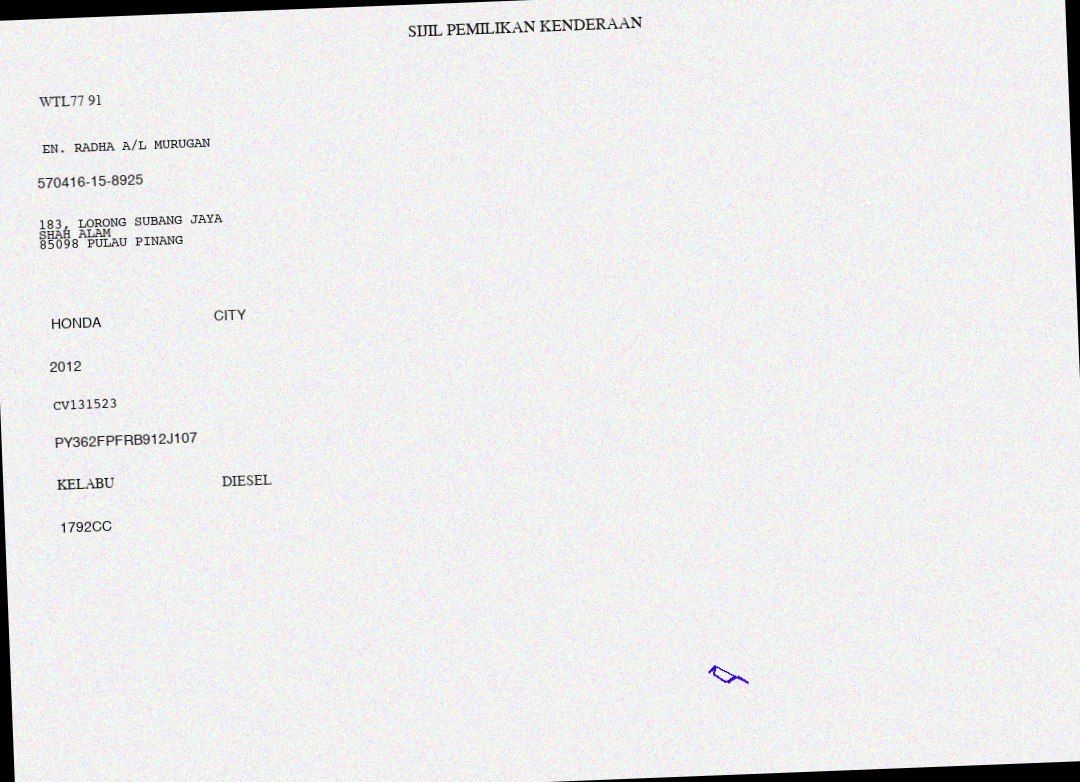 SIJIL PEMILIKAN KENDERAAN
WTL77 91
EN. RADHA A/L MURUGAN
570416-15-8925
183, LORONG SUBANG JAYA
SHAH ALAM
85098 PULAU PINANG
HONDA CITY
2012
CV131523
PY362FPFRB912J107
KELABU DIESEL
1792CC